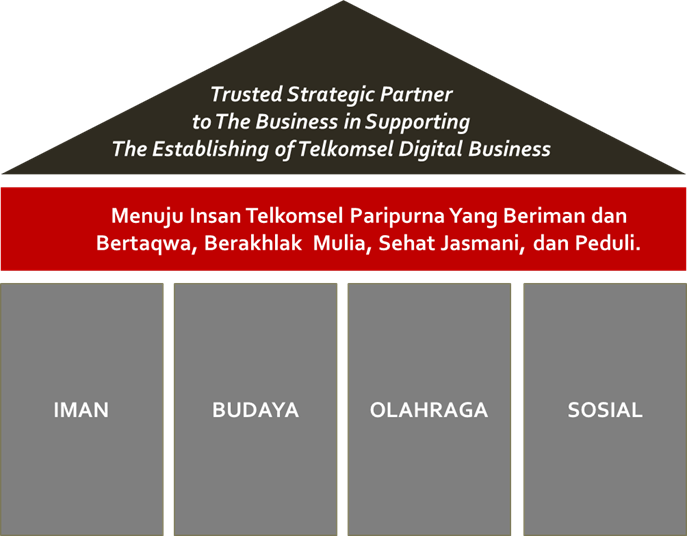 Trusted Strategic Partner
to The Business in Supporting
The Establishing of Telkomsel Digital Business
Menuju Insan Telkomsel Paripurna Yang Beriman dan
Bertaqwa, Berakhlak Mulia, Sehat Jasmani, dan Peduli.
IMAN
BUDAYA
OLAHRAGA
SOSIAL